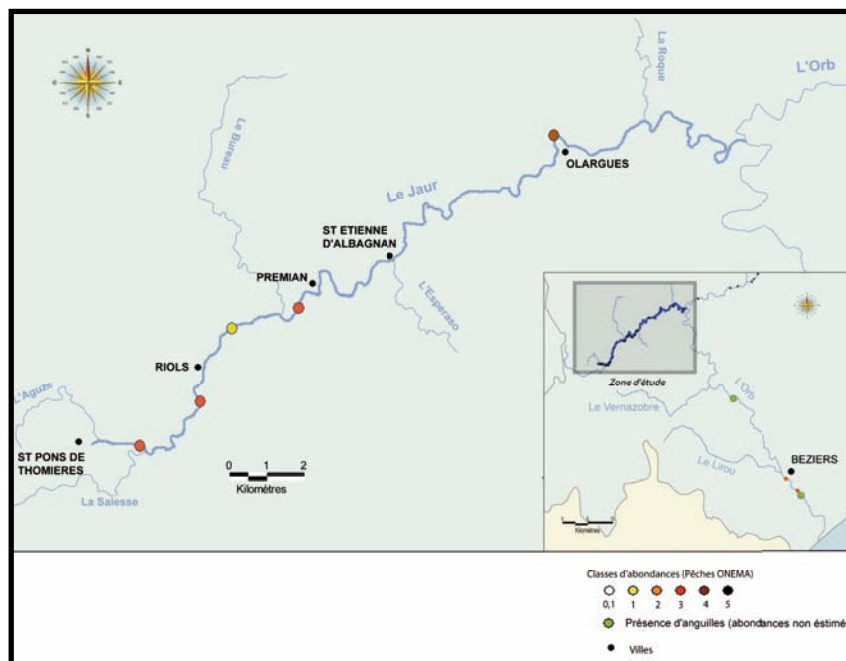 N
E
S
La Roque
L'Orb
Le Bureau
OLARGUES
Le Jaur
ST ETIENNE
D'ALBAGNAN
PREMIAN
L'Esperaso
RIOLS
Zone d'étude
L'Aguze
l'Orb
Le Vernazobre
ST PONS DE
THOMIERES
0 1 2
Kilomètres
Le Lirou
BEZIERS
La Salesse
Kilomètres
Classes d'abondances (Pêches ONEMA)
0,1 1 2 3 4 5
Présence d'anguilles (abondances non éstimé
Villes